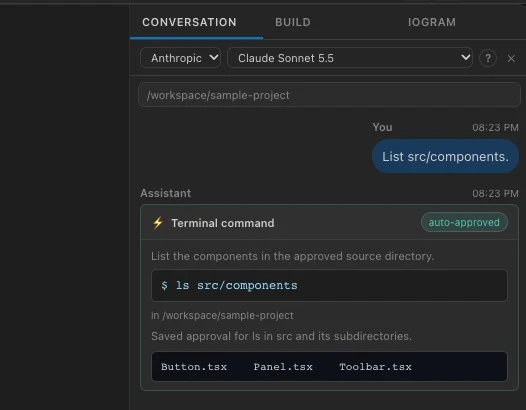 CONVERSATION BUILD IOGRAM
Anthropic Claude Sonnet 5.5 ?
/workspace/sample-project
You 08:23 PM
List src/components.
Assistant 08:23 PM
⚡ Terminal command auto-approved
List the components in the approved source directory.
$ ls src/components
in /workspace/sample-project
Saved approval for ls in src and its subdirectories.
Button.tsx Panel.tsx Toolbar.tsx